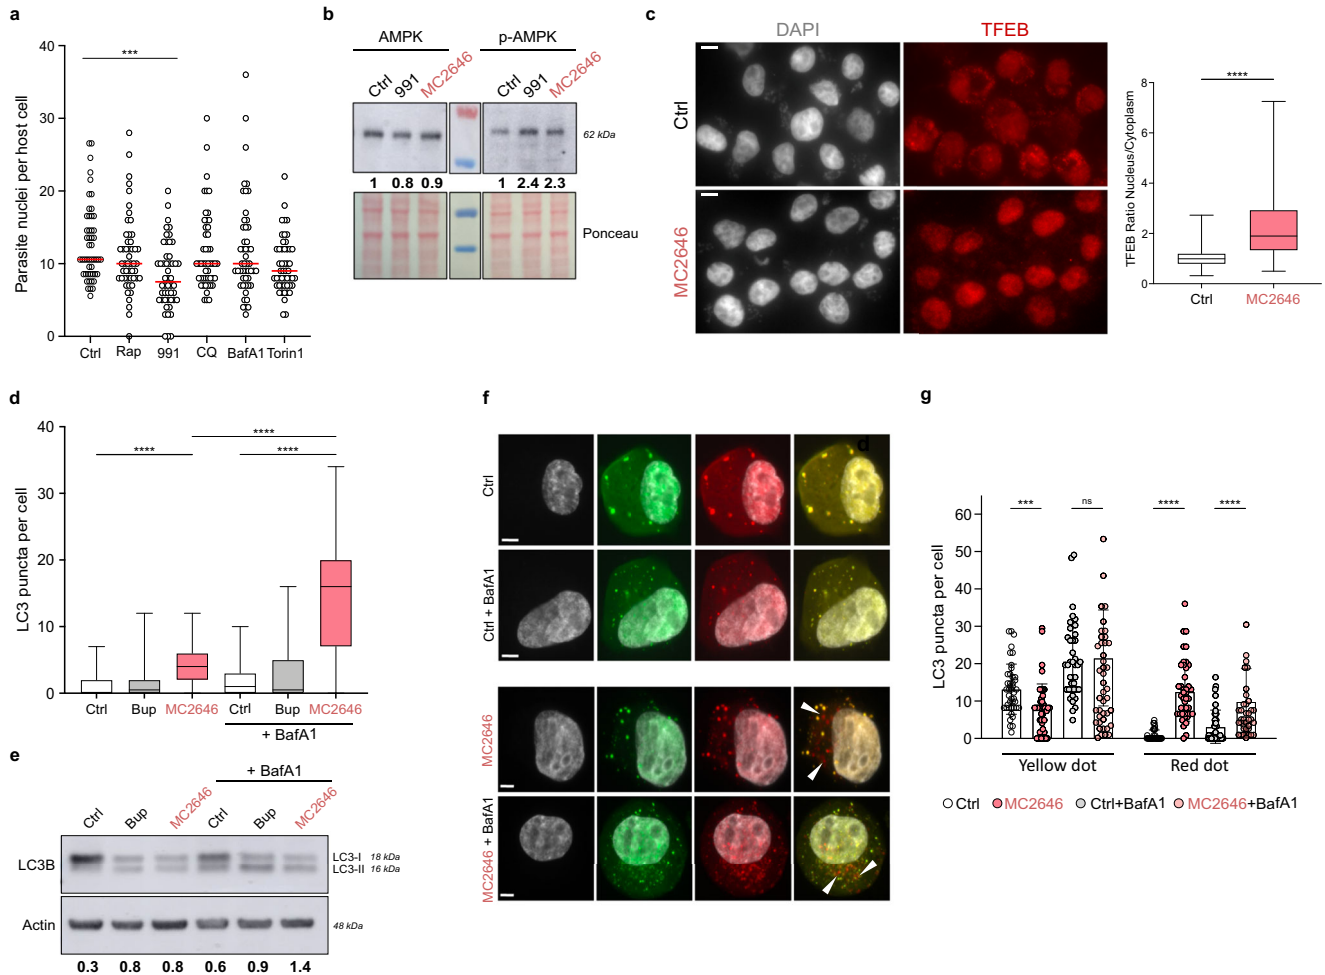 a
***
Parasite nuclei per host cell
40
30
20
10
0
Ctrl Rap 991 CQ BafA1 Torin1
b
AMPK p-AMPK
Ctrl 991 MC2646 Ctrl 991 MC2646
62 kDa
1 0.8 0.9 1 2.4 2.3
Ponceau
c
DAPI TFEB
Ctrl
MC2646
****
TFEB Ratio Nucleus/Cytoplasm
8
6
4
2
0
Ctrl MC2646
d
****
**** ****
LC3 puncta per cell
40
30
20
10
0
Ctrl Bup MC2646 Ctrl Bup MC2646
+ BafA1
e
+ BafA1
Ctrl Bup MC2646 Ctrl Bup MC2646
LC3B
LC3-I 18 kDa
LC3-II 16 kDa
Actin
48 kDa
0.3 0.8 0.8 0.6 0.9 1.4
f
d
Ctrl
Ctrl + BafA1
MC2646
MC2646 + BafA1
g
*** ns **** ****
LC3 puncta per cell
60
50
40
30
20
10
0
Yellow dot Red dot
Ctrl MC2646 Ctrl+BafA1 MC2646+BafA1